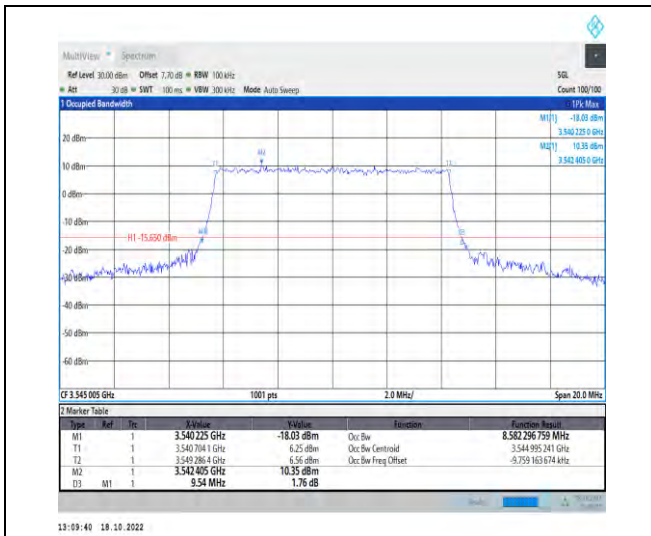 MultiView Spectrum
Ref Level 30.00 dBm Offset 7.70 dB RBW 100 kHz SGL
Att 30 dB SWT 100 ms VBW 300 kHz Mode Auto Sweep Count 100/100
1 Occupied Bandwidth 1Pk Max
M1[1] -18.03 dBm
3.540 225 0 GHz
M2[1] 10.35 dBm
3.542 405 0 GHz
20 dBm
10 dBm
0 dBm
-10 dBm
-20 dBm
-30 dBm
-40 dBm
-50 dBm
-60 dBm
M2
T1
H1 -15.650 dBm
CF 3.545 005 GHz 1001 pts 2.0 MHz/ Span 20.0 MHz
2 Marker Table
Type Ref Trc X-Value Y-Value Function Function Result
M1 1 3.540 225 GHz -18.03 dBm Occ Bw 8.582 296 759 MHz
T1 1 3.540 704 1 GHz 6.25 dBm Occ Bw Centroid 3.544 995 241 GHz
T2 1 3.549 286 4 GHz 6.56 dBm Occ Bw Freq Offset -9.759 163 674 kHz
M2 1 3.542 405 GHz 10.35 dBm
D3 M1 1 9.54 MHz 1.76 dB
13:09:40 18.10.2022